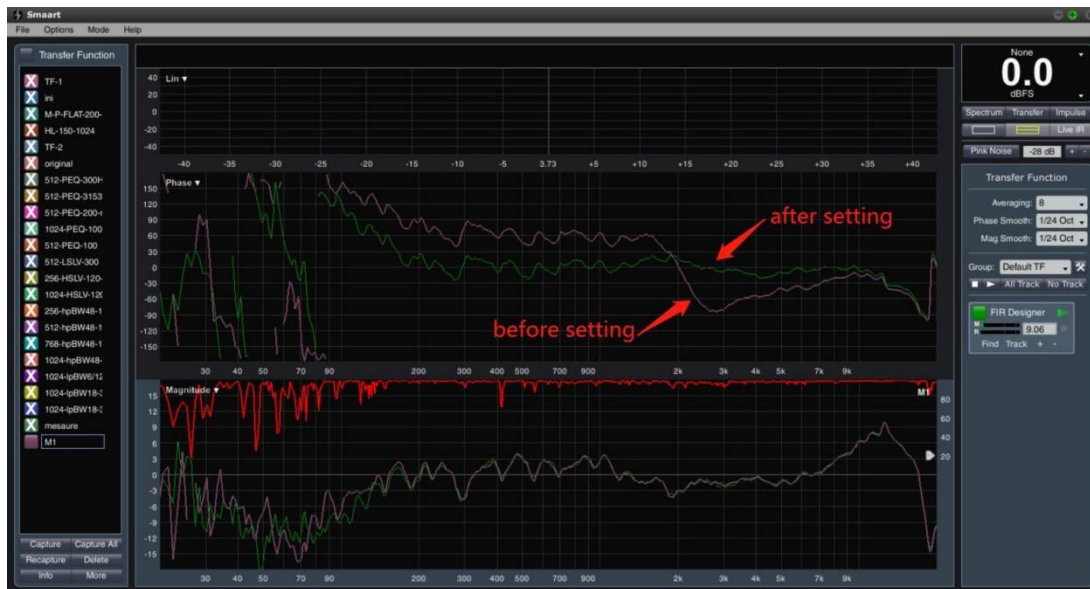 Smaart
File Options Mode Help
Transfer Function
TF-1
ini
M-P-FLAT-200-
HL-150-1024
TF-2
original
512-PEQ-300H
512-PEQ-3153
512-PEQ-200-r
1024-PEQ-100
512-PEQ-100
512-LSLV-300
256-HSLV-120-
1024-HSLV-12(
256-hpBW48-1
512-hpBW48-1
768-hpBW48-1
1024-hpBW48-
1024-lpBW6/12
1024-lpBW18-3
1024-lpBW18-3
mesaure
M1
Capture Capture All
Recapture Delete
Info More
Lin
40
20
0
-20
-40
-40 -35 -30 -25 -20 -15 -10 -5 3.73 +5 +10 +15 +20 +25 +30 +35 +40
Phase
150
120
90
60
30
0
-30
-60
-90
-120
-150
after setting
before setting
30 40 50 70 90 200 300 400 500 700 900 2k 3k 4k 5k 7k 9k
Magnitude
M1
15
12
9
6
3
0
-3
-6
-9
-12
-15
80
60
40
20
30 40 50 70 90 200 300 400 500 700 900 2k 3k 4k 5k 7k 9k
None
0.0
dBFS
Spectrum Transfer Impulse
Live IR
Pink Noise -28 dB + -
Transfer Function
Averaging: 8
Phase Smooth: 1/24 Oct
Mag Smooth: 1/24 Oct
Group: Default TF
All Track No Track
FIR Designer
M
R
9.06
Find Track + -